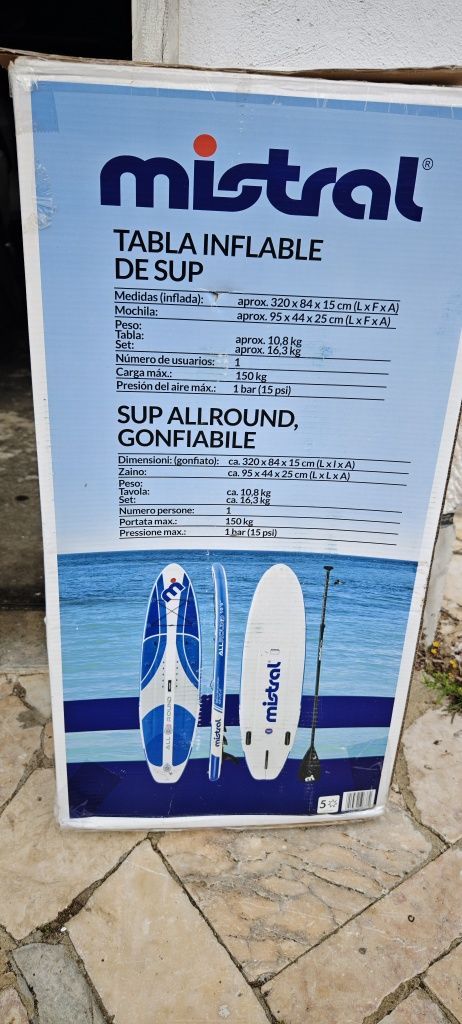 mistral®
TABLA INFLABLE
DE SUP
Medidas (inflada): aprox. 320 x 84 x 15 cm (L x F x A)
Mochila: aprox. 95 x 44 x 25 cm (L x F x A)
Peso:
Tabla: aprox. 10,8 kg
Set: aprox. 16,3 kg
Número de usuarios: 1
Carga máx.: 150 kg
Presión del aire máx.: 1 bar (15 psi)
SUP ALLROUND,
GONFIABILE
Dimensioni: (gonfiato): ca. 320 x 84 x 15 cm (L x l x A)
Zaino: ca. 95 x 44 x 25 cm (L x L x A)
Peso:
Tavola: ca. 10,8 kg
Set: ca. 16,3 kg
Numero persone: 1
Portata max.: 150 kg
Pressione max.: 1 bar (15 psi)
ALLROUND
mistral
ALLROUND
mistral
5